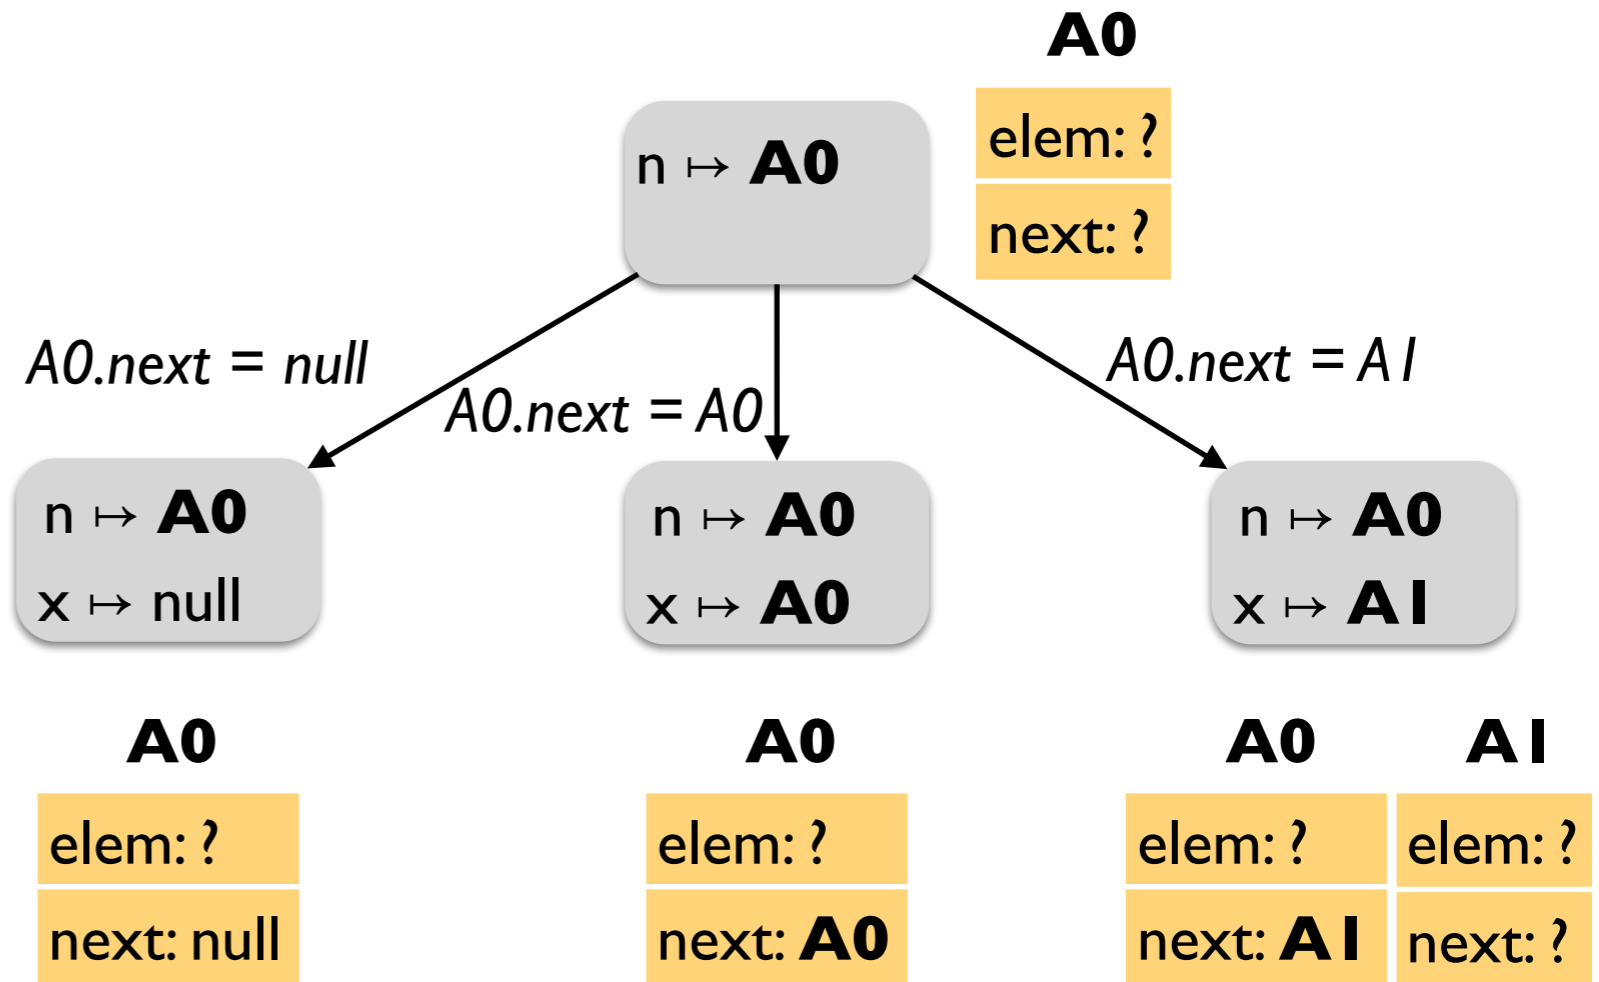 A0
n ↦ A0
elem: ?
next: ?
A0.next = null
A0.next = A0
A0.next = A1
n ↦ A0
x ↦ null
n ↦ A0
x ↦ A0
n ↦ A0
x ↦ A1
A0
elem: ?
next: null
A0
elem: ?
next: A0
A0
elem: ?
next: A1
A1
elem: ?
next: ?